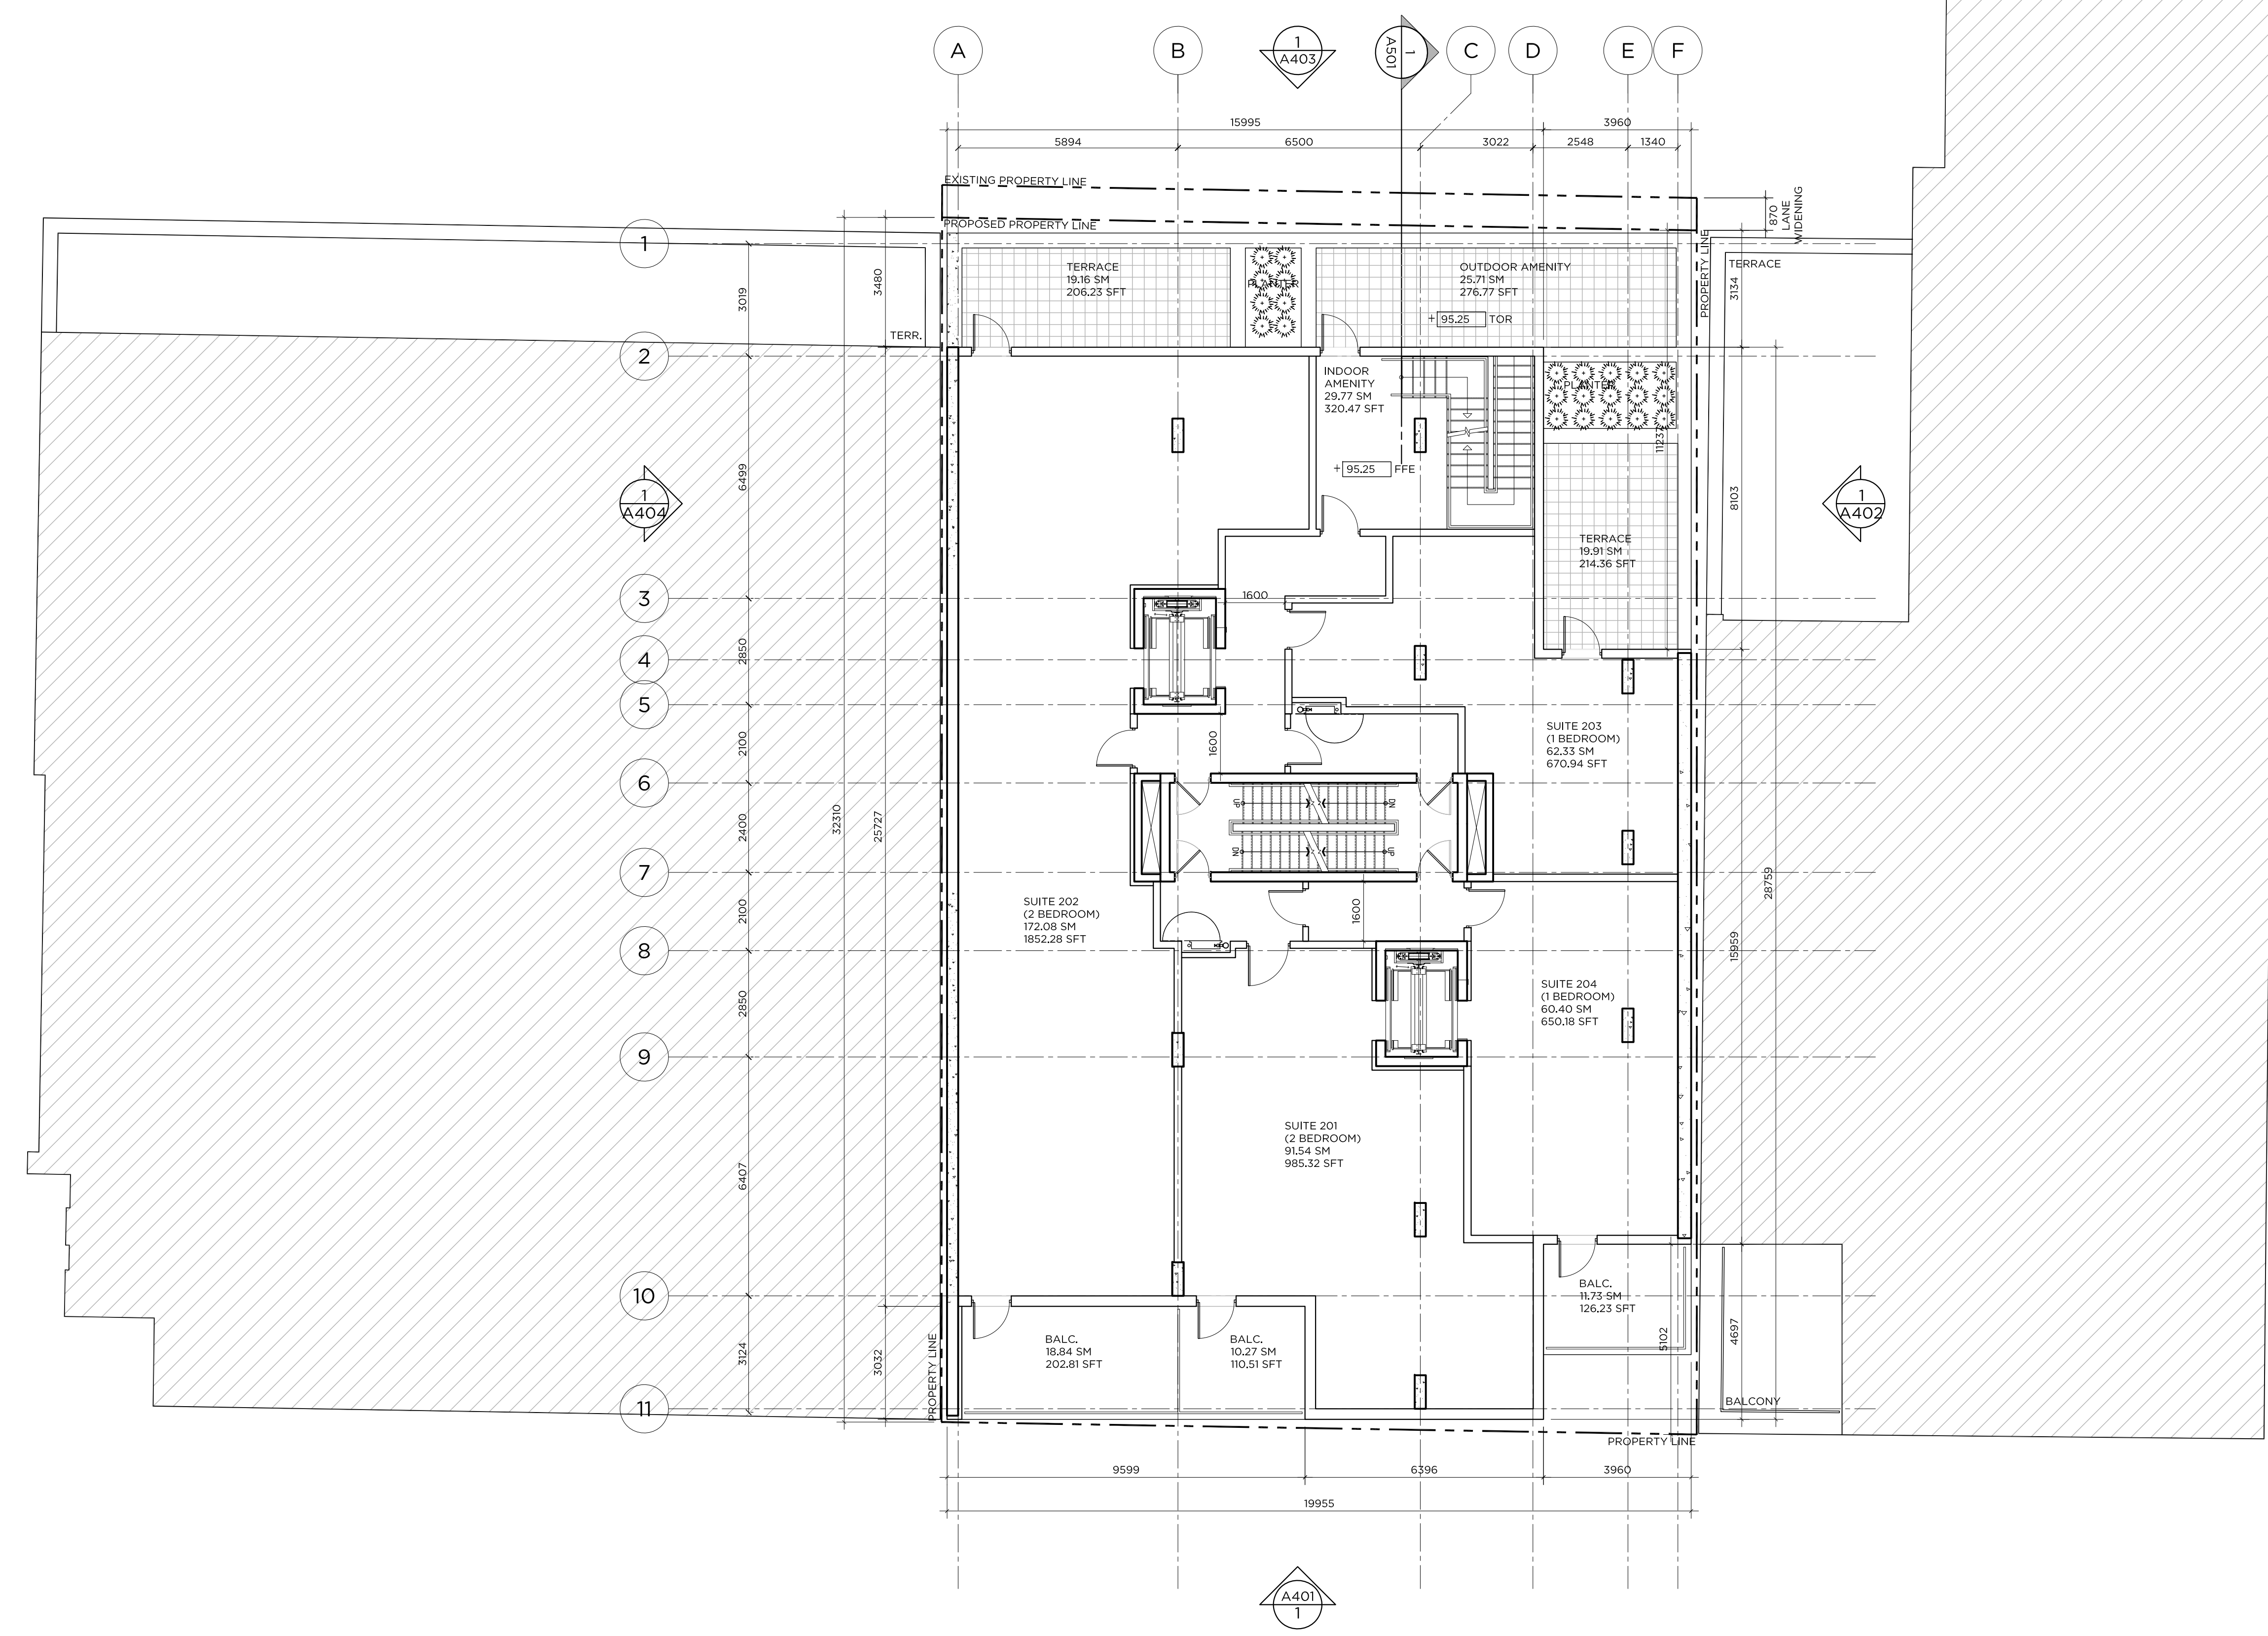 A
B
1
A403
1
A501
C
D
E
F
15995
3960
5894
6500
3022
2548
1340
EXISTING PROPERTY LINE
PROPOSED PROPERTY LINE
870
LANE
WIDENING
PROPERTY LINE
1
2
3
4
5
6
7
8
9
10
11
3019
6499
2850
2100
2400
2100
2850
6407
3124
32310
3480
25727
3032
TERR.
TERRACE
19.16 SM
206.23 SFT
PLANTER
OUTDOOR AMENITY
25.71 SM
276.77 SFT
+ 95.25 TOR
TERRACE
3134
INDOOR
AMENITY
29.77 SM
320.47 SFT
PLANTER
11237
+ 95.25 FFE
8103
1
A404
1
A402
TERRACE
19.91 SM
214.36 SFT
1600
1600
SUITE 203
(1 BEDROOM)
62.33 SM
670.94 SFT
UP
DN
DN
UP
28759
SUITE 202
(2 BEDROOM)
172.08 SM
1852.28 SFT
1600
15959
SUITE 204
(1 BEDROOM)
60.40 SM
650.18 SFT
SUITE 201
(2 BEDROOM)
91.54 SM
985.32 SFT
BALC.
11.73 SM
126.23 SFT
BALC.
18.84 SM
202.81 SFT
BALC.
10.27 SM
110.51 SFT
5102
4697
PROPERTY LINE
BALCONY
PROPERTY LINE
9599
6396
3960
19955
A401
1